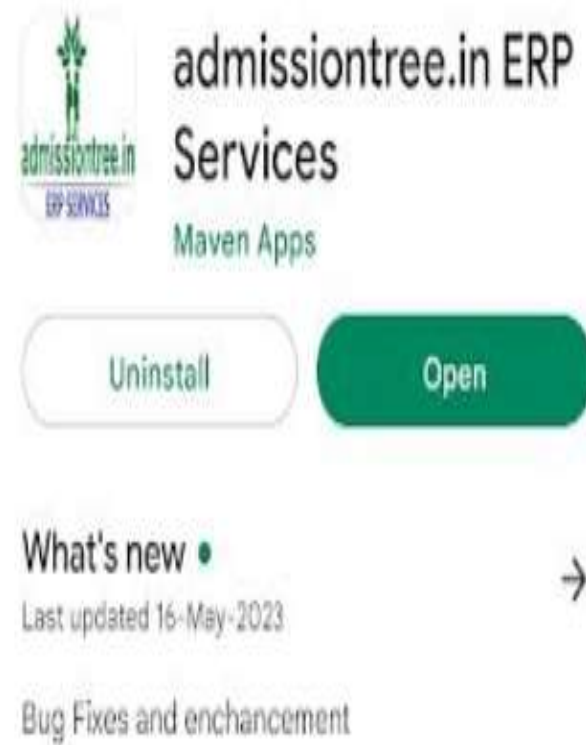 admissiontree.in
ERP SERVICES
admissiontree.in ERP
Services
Maven Apps
Uninstall
Open
What's new
Last updated 16-May-2023
Bug Fixes and enchancement